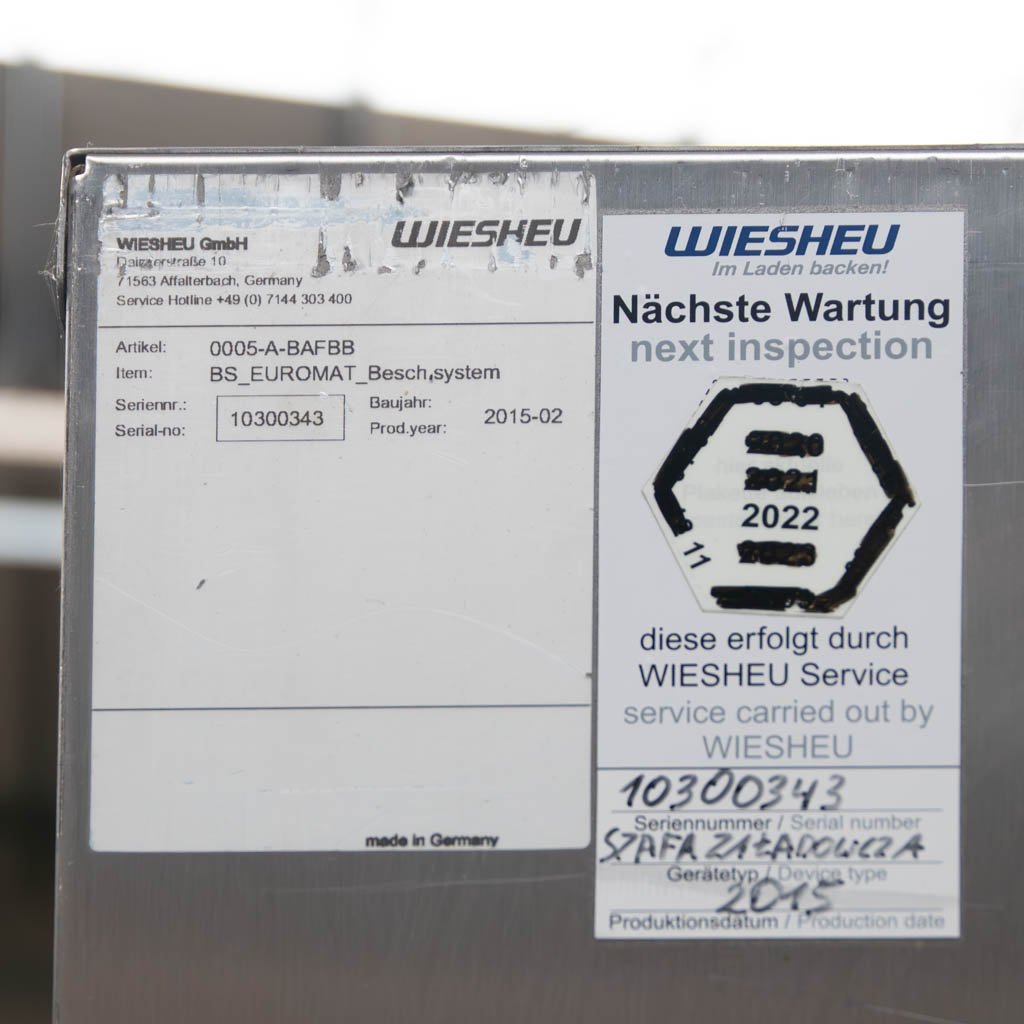 WIESHEU GmbH
WIESHEU
Daimlerstraße 10
71563 Affalterbach, Germany
Service Hotline +49 (0) 7144 303 400
Artikel: 0005-A-BAFBB
Item: BS_EUROMAT_Besch,system
Seriennr.: Baujahr:
10300343 2015-02
Serial-no: Prod.year:
made in Germany
WIESHEU
Im Laden backen!
Nächste Wartung
next inspection
2021
2022
11
diese erfolgt durch
WIESHEU Service
service carried out by
WIESHEU
10300343
Seriennummer / Serial number
SZAFA ZAŁADOWCZA
Gerätetyp / Device type
2015
Produktionsdatum / Production date